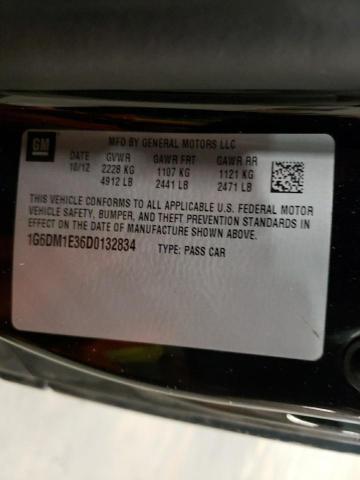 GM
MFD BY GENERAL MOTORS LLC
DATE GVWR GAWR FRT GAWR RR
10/12 2228 KG 1107 KG 1121 KG
4912 LB 2441 LB 2471 LB
THIS VEHICLE CONFORMS TO ALL APPLICABLE U.S. FEDERAL MOTOR
VEHICLE SAFETY, BUMPER, AND THEFT PREVENTION STANDARDS IN
EFFECT ON THE DATE OF MANUFACTURE SHOWN ABOVE.
1G6DM1E36D0132834 TYPE: PASS CAR